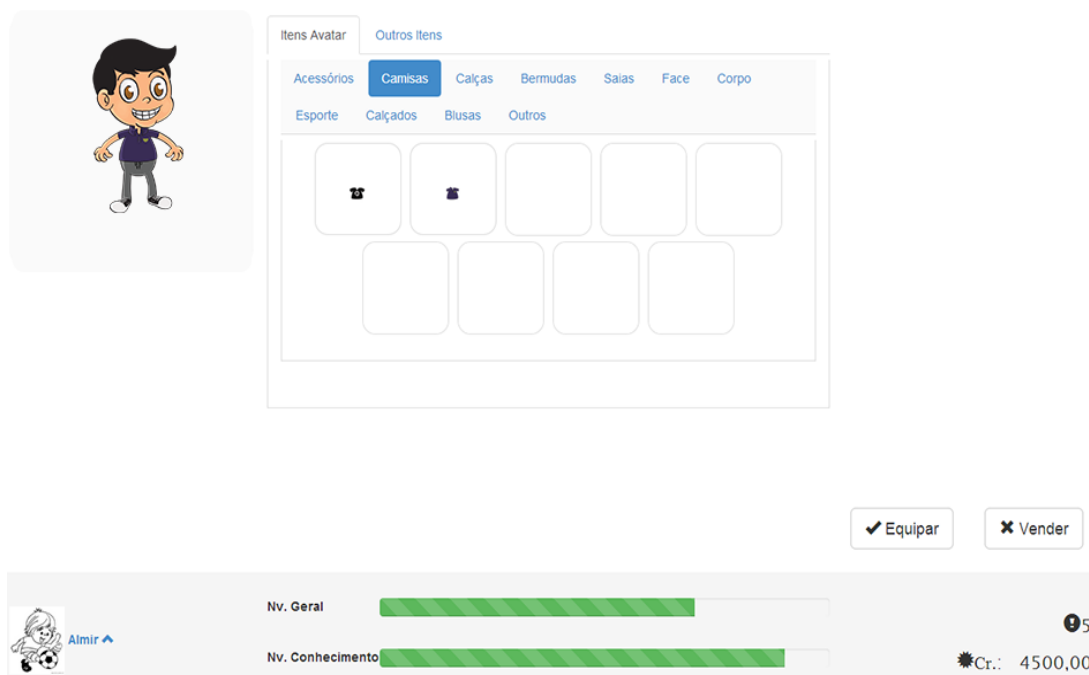 Itens Avatar Outros Itens
Acessórios Camisas Calças Bermudas Saias Face Corpo
Esporte Calçados Blusas Outros
Equipar Vender
Nv. Geral
5
Almir
Nv. Conhecimento
Cr.: 4500,00